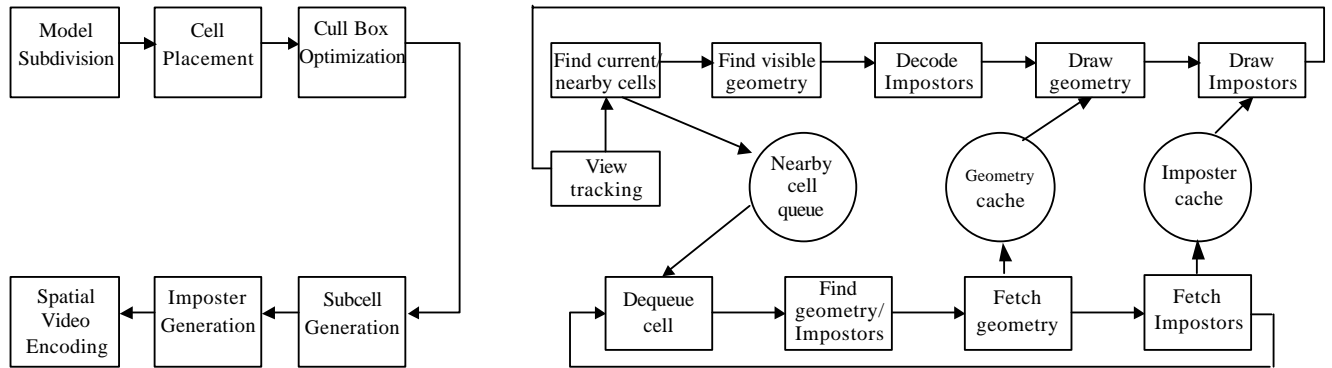 Model
Subdivision
Cell
Placement
Cull Box
Optimization
Spatial
Video
Encoding
Imposter
Generation
Subcell
Generation
Find current/
nearby cells
Find visible
geometry
Decode
Impostors
Draw
geometry
Draw
Impostors
View
tracking
Nearby
cell
queue
Geometry
cache
Imposter
cache
Dequeue
cell
Find
geometry/
Impostors
Fetch
geometry
Fetch
Impostors